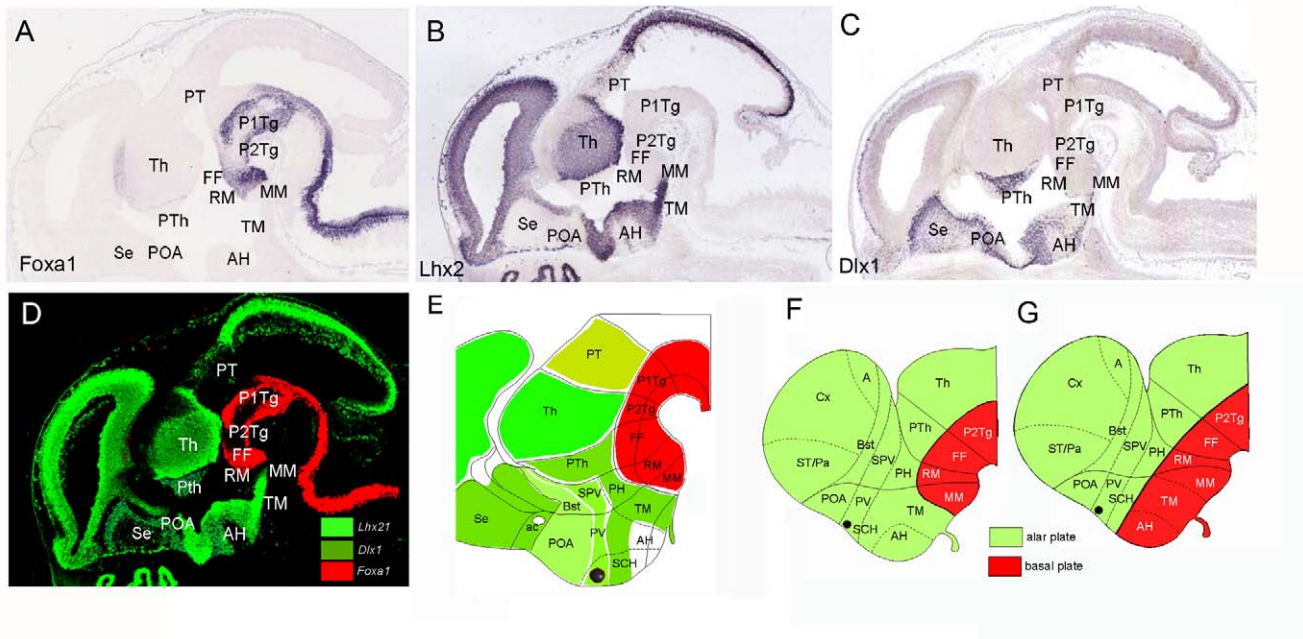 A
PT
P1Tg
P2Tg
Th
FF
RM
MM
PTh
TM
Se
POA
AH
Foxa1
B
PT
P1Tg
Th
P2Tg
FF
RM
MM
PTh
TM
Se
POA
AH
Lhx2
C
PT
P1Tg
Th
P2Tg
FF
RM
MM
PTh
TM
Se
POA
AH
Dlx1
D
PT
P1Tg
Th
P2Tg
FF
RM
MM
Pth
TM
POA
Se
AH
Lhx21
Dlx1
Foxa1
E
PT
P1Tg
Th
P2Tg
FF
PTh
RM
MM
SPV
PH
Bst
Se
TM
ac
PV
POA
AH
SCH
F
A
Cx
Th
PTh
P2Tg
Bst
FF
SPV
ST/Pa
PH
RM
MM
POA
PV
TM
SCH
AH
alar plate
basal plate
G
A
Cx
Th
PTh
P2Tg
Bst
FF
SPV
ST/Pa
PH
RM
MM
POA
PV
TM
SCH
AH